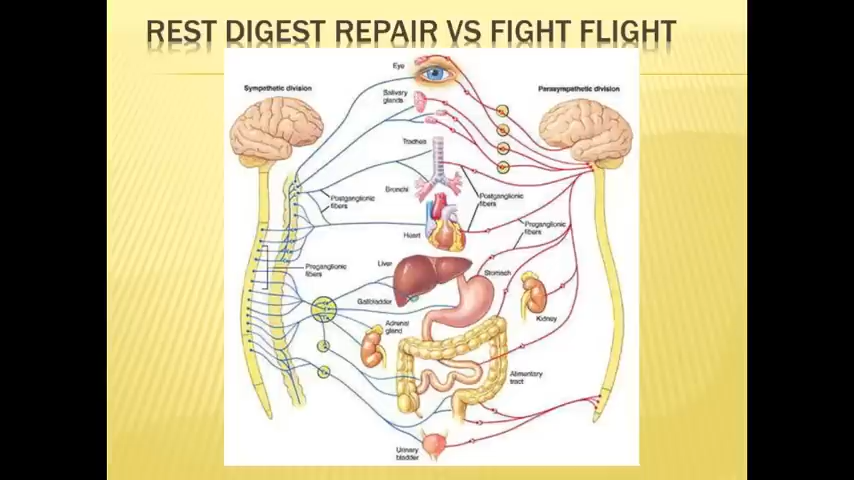 REST DIGEST REPAIR VS FIGHT FLIGHT
Eye
Sympathetic division
Parasympathetic division
Salivary
glands
Trachea
Bronchi
Postganglionic
fibers
Postganglionic
fibers
Heart
Preganglionic
fibers
Liver
Preganglionic
fibers
Stomach
Gallbladder
Kidney
Adrenal
gland
Alimentary
tract
Urinary
bladder